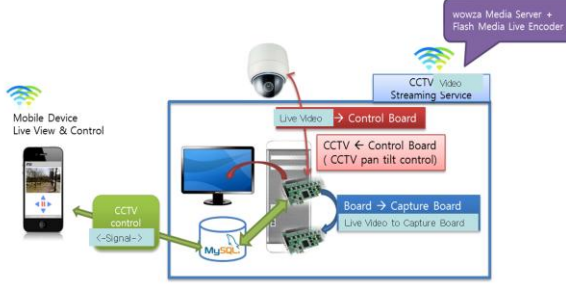 wowza Media Server +
Flash Media Live Encoder
CCTV Video
Streaming Service
Mobile Device
Live View & Control
Live Video → Control Board
CCTV ← Control Board
( CCTV pan tilt control)
Board → Capture Board
Live Video to Capture Board
CCTV
control
<-Signal->
MySQL